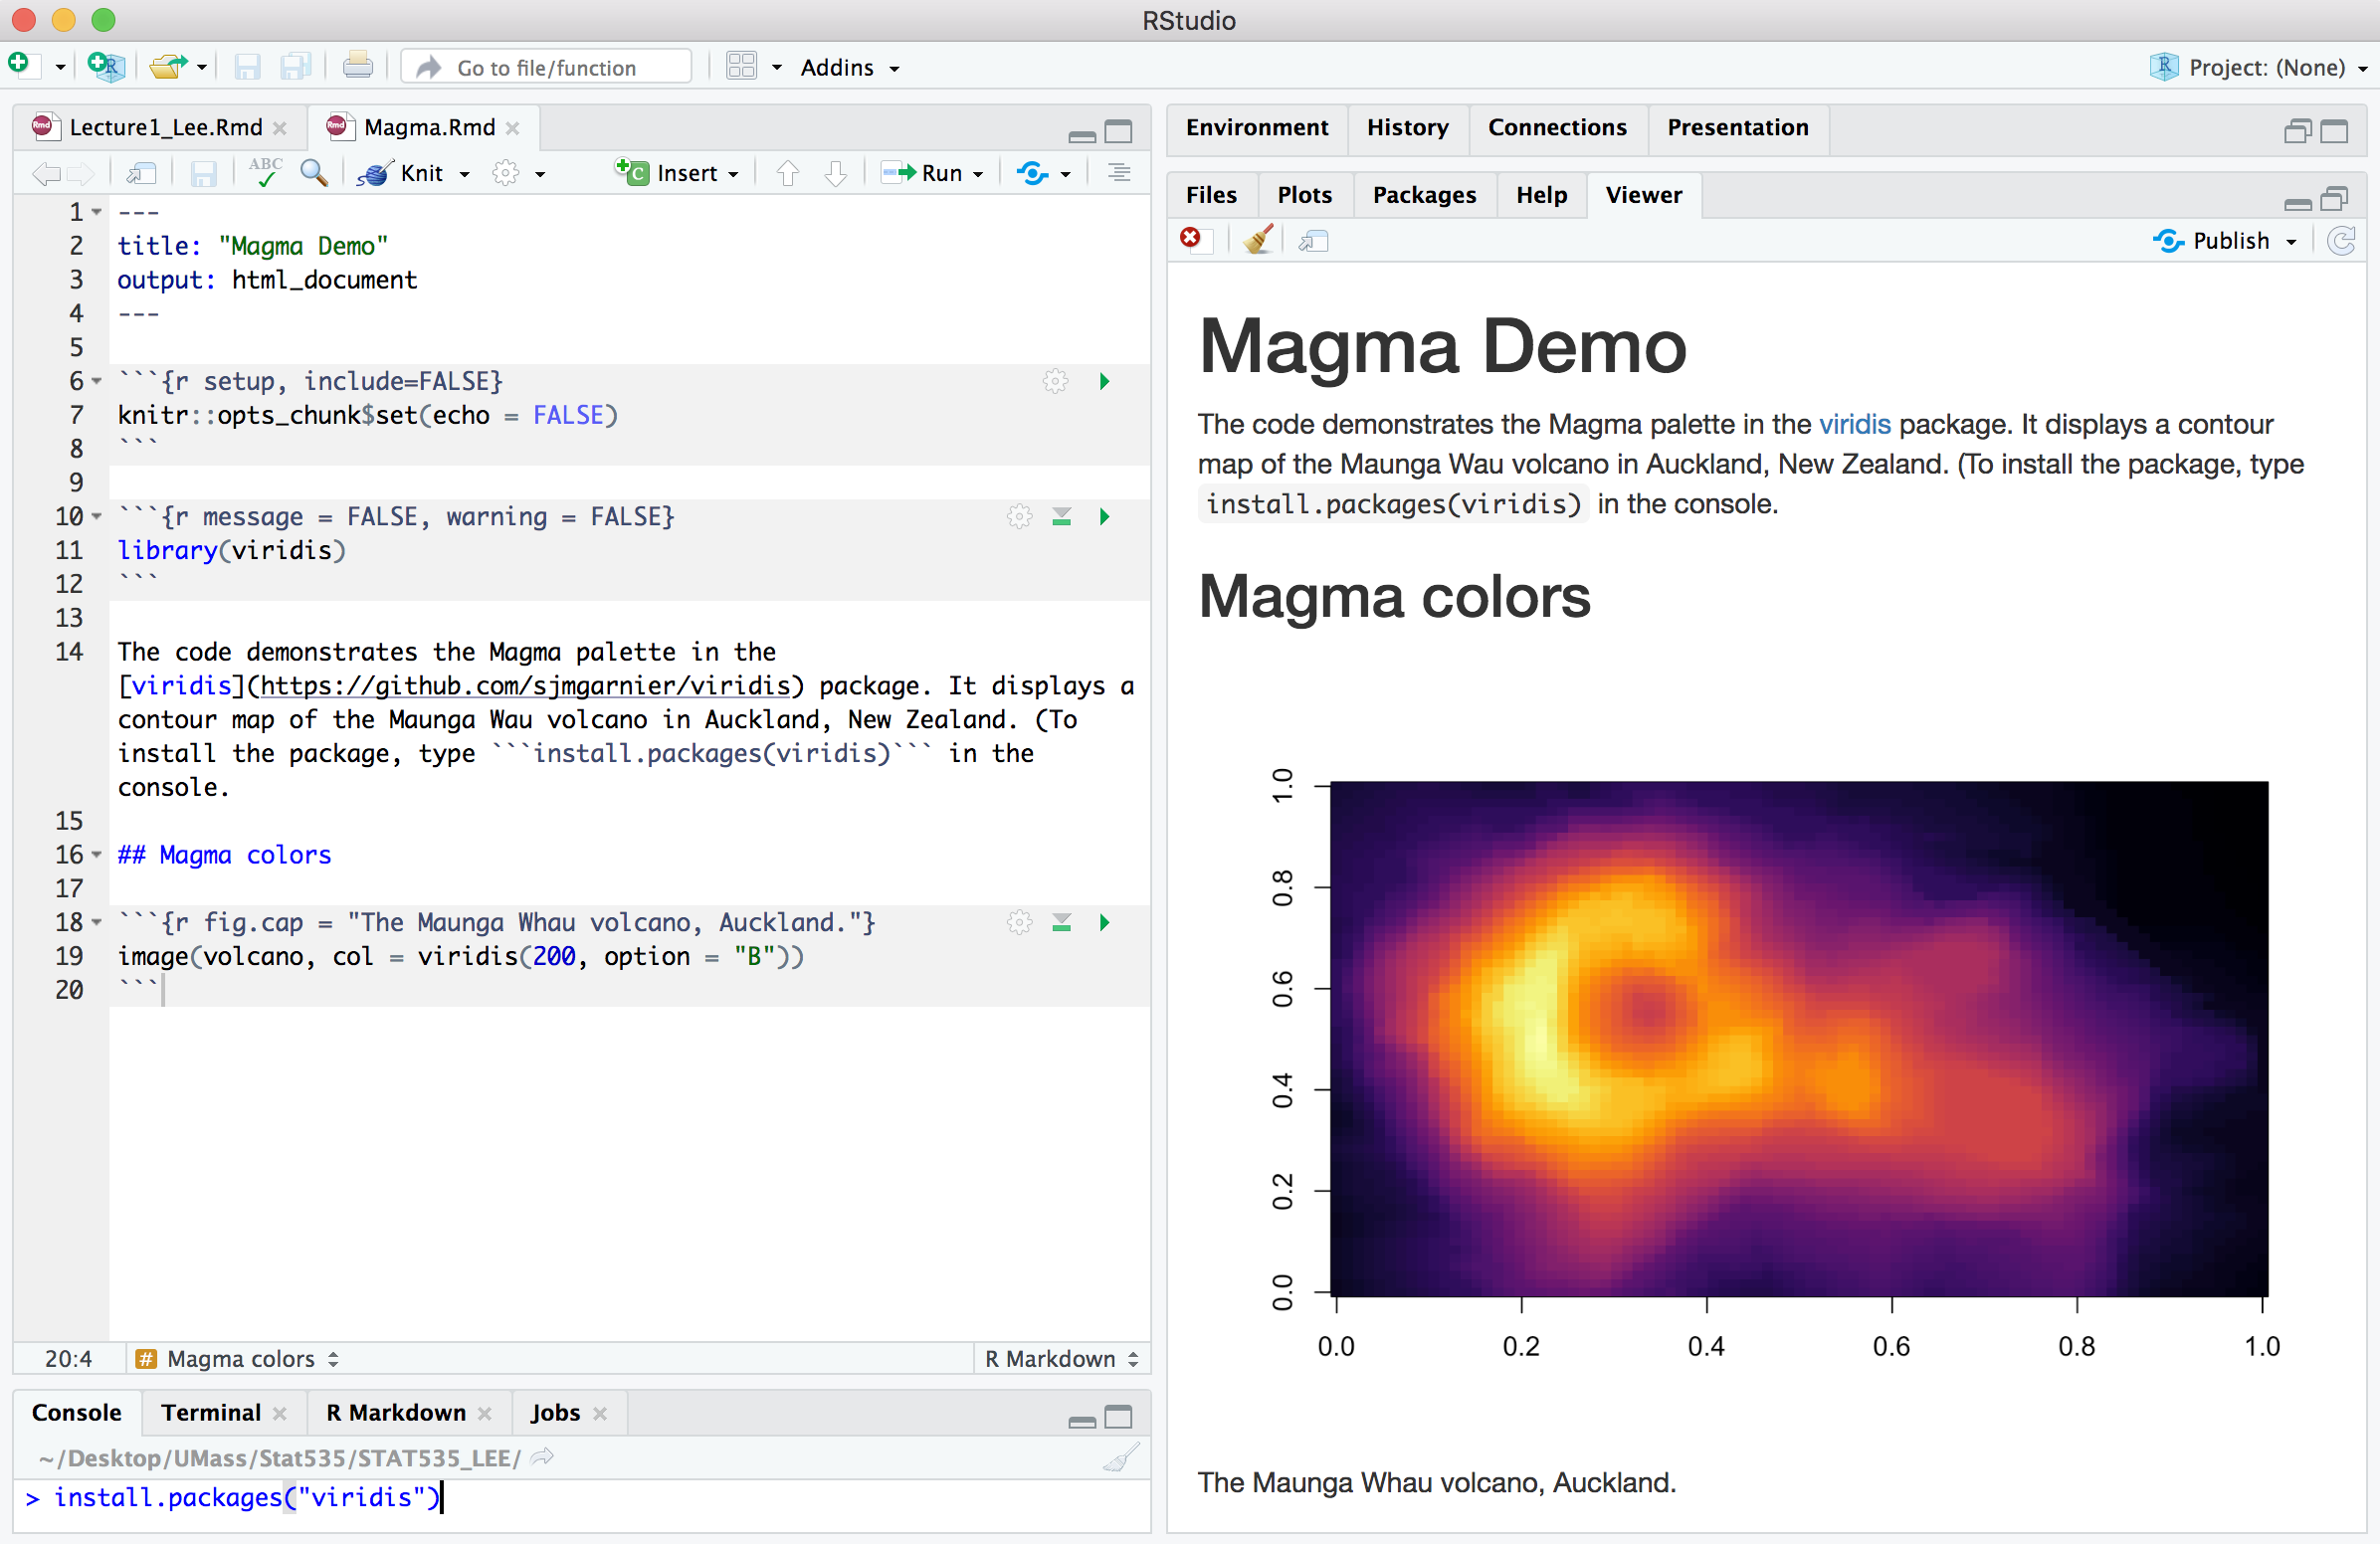 RStudio
Go to file/function
Addins
Project: (None)
Lecture1_Lee.Rmd
Magma.Rmd
ABC
Knit
Insert
Run
1 ---
2 title: "Magma Demo"
3 output: html_document
4 ---
5
6 ```{r setup, include=FALSE}
7 knitr::opts_chunk$set(echo = FALSE)
8 ```
9
10 ```{r message = FALSE, warning = FALSE}
11 library(viridis)
12 ```
13
14 The code demonstrates the Magma palette in the
[viridis](https://github.com/sjmgarnier/viridis) package. It displays a
contour map of the Maunga Wau volcano in Auckland, New Zealand. (To
install the package, type ```install.packages(viridis)``` in the
console.
15
16 ## Magma colors
17
18 ```{r fig.cap = "The Maunga Whau volcano, Auckland."}
19 image(volcano, col = viridis(200, option = "B"))
20 ```
20:4
# Magma colors
R Markdown
Console
Terminal
R Markdown
Jobs
~/Desktop/UMass/Stat535/STAT535_LEE/
> install.packages("viridis")
Environment
History
Connections
Presentation
Files
Plots
Packages
Help
Viewer
Publish
Magma Demo
The code demonstrates the Magma palette in the viridis package. It displays a contour
map of the Maunga Wau volcano in Auckland, New Zealand. (To install the package, type
install.packages(viridis) in the console.
Magma colors
1.0
0.8
0.6
0.4
0.2
0.0
0.0 0.2 0.4 0.6 0.8 1.0
The Maunga Whau volcano, Auckland.